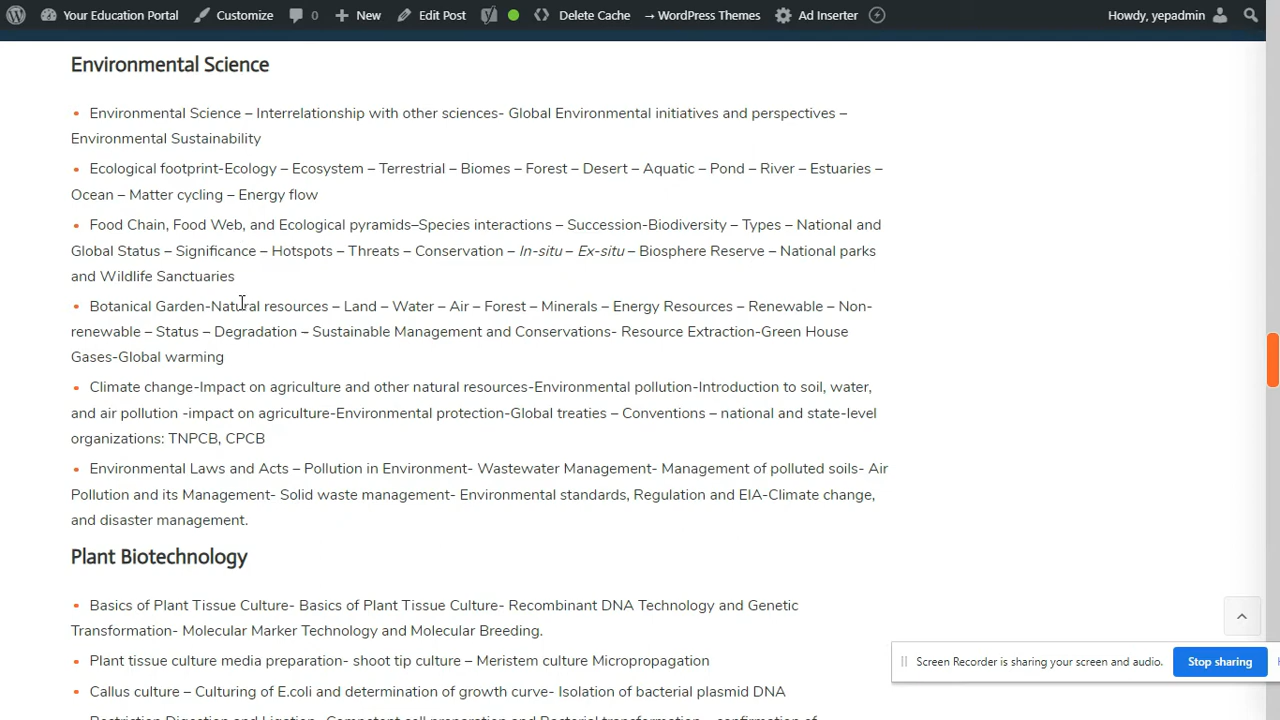 Your Education Portal Customize 0 New Edit Post Delete Cache → WordPress Themes Ad Inserter Howdy, yepadmin
Environmental Science
• Environmental Science – Interrelationship with other sciences- Global Environmental initiatives and perspectives –
Environmental Sustainability
• Ecological footprint-Ecology – Ecosystem – Terrestrial – Biomes – Forest – Desert – Aquatic – Pond – River – Estuaries –
Ocean – Matter cycling – Energy flow
• Food Chain, Food Web, and Ecological pyramids–Species interactions – Succession-Biodiversity – Types – National and
Global Status – Significance – Hotspots – Threats – Conservation – In-situ – Ex-situ – Biosphere Reserve – National parks
and Wildlife Sanctuaries
• Botanical Garden-Natural resources – Land – Water – Air – Forest – Minerals – Energy Resources – Renewable – Non-
renewable – Status – Degradation – Sustainable Management and Conservations- Resource Extraction-Green House
Gases-Global warming
• Climate change-Impact on agriculture and other natural resources-Environmental pollution-Introduction to soil, water,
and air pollution -impact on agriculture-Environmental protection-Global treaties – Conventions – national and state-level
organizations: TNPCB, CPCB
• Environmental Laws and Acts – Pollution in Environment- Wastewater Management- Management of polluted soils- Air
Pollution and its Management- Solid waste management- Environmental standards, Regulation and EIA-Climate change,
and disaster management.
Plant Biotechnology
• Basics of Plant Tissue Culture- Basics of Plant Tissue Culture- Recombinant DNA Technology and Genetic
Transformation- Molecular Marker Technology and Molecular Breeding.
• Plant tissue culture media preparation- shoot tip culture – Meristem culture Micropropagation
Screen Recorder is sharing your screen and audio. Stop sharing
• Callus culture – Culturing of E.coli and determination of growth curve- Isolation of bacterial plasmid DNA
• Restriction Digestion and Ligation- Competent cell preparation and Bacterial transformation – confirmation of